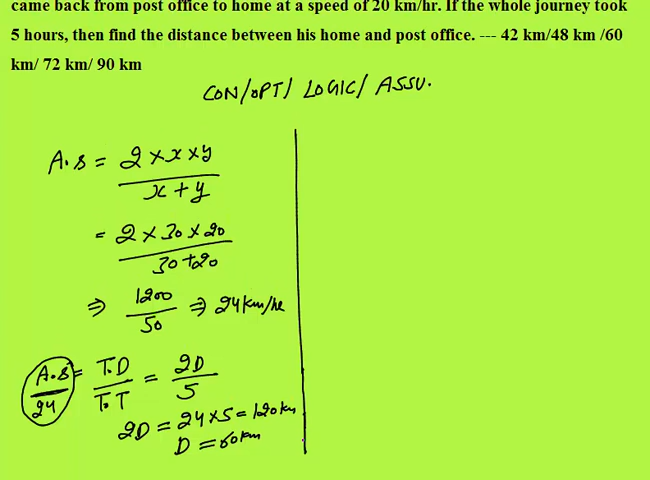 came back from post office to home at a speed of 20 km/hr. If the whole journey took
5 hours, then find the distance between his home and post office. --- 42 km/48 km /60
km/ 72 km/ 90 km
CON/OPT/ LOGIC/ ASSU.
A.S = 2 × x × y
x + y
= 2 × 30 × 20
30 + 20
⇒ 1200 ⇒ 24 km/hr
50
A.S = T.D = 2D
24 T.T 5
2D = 24 × 5 = 120 km
D = 60 km